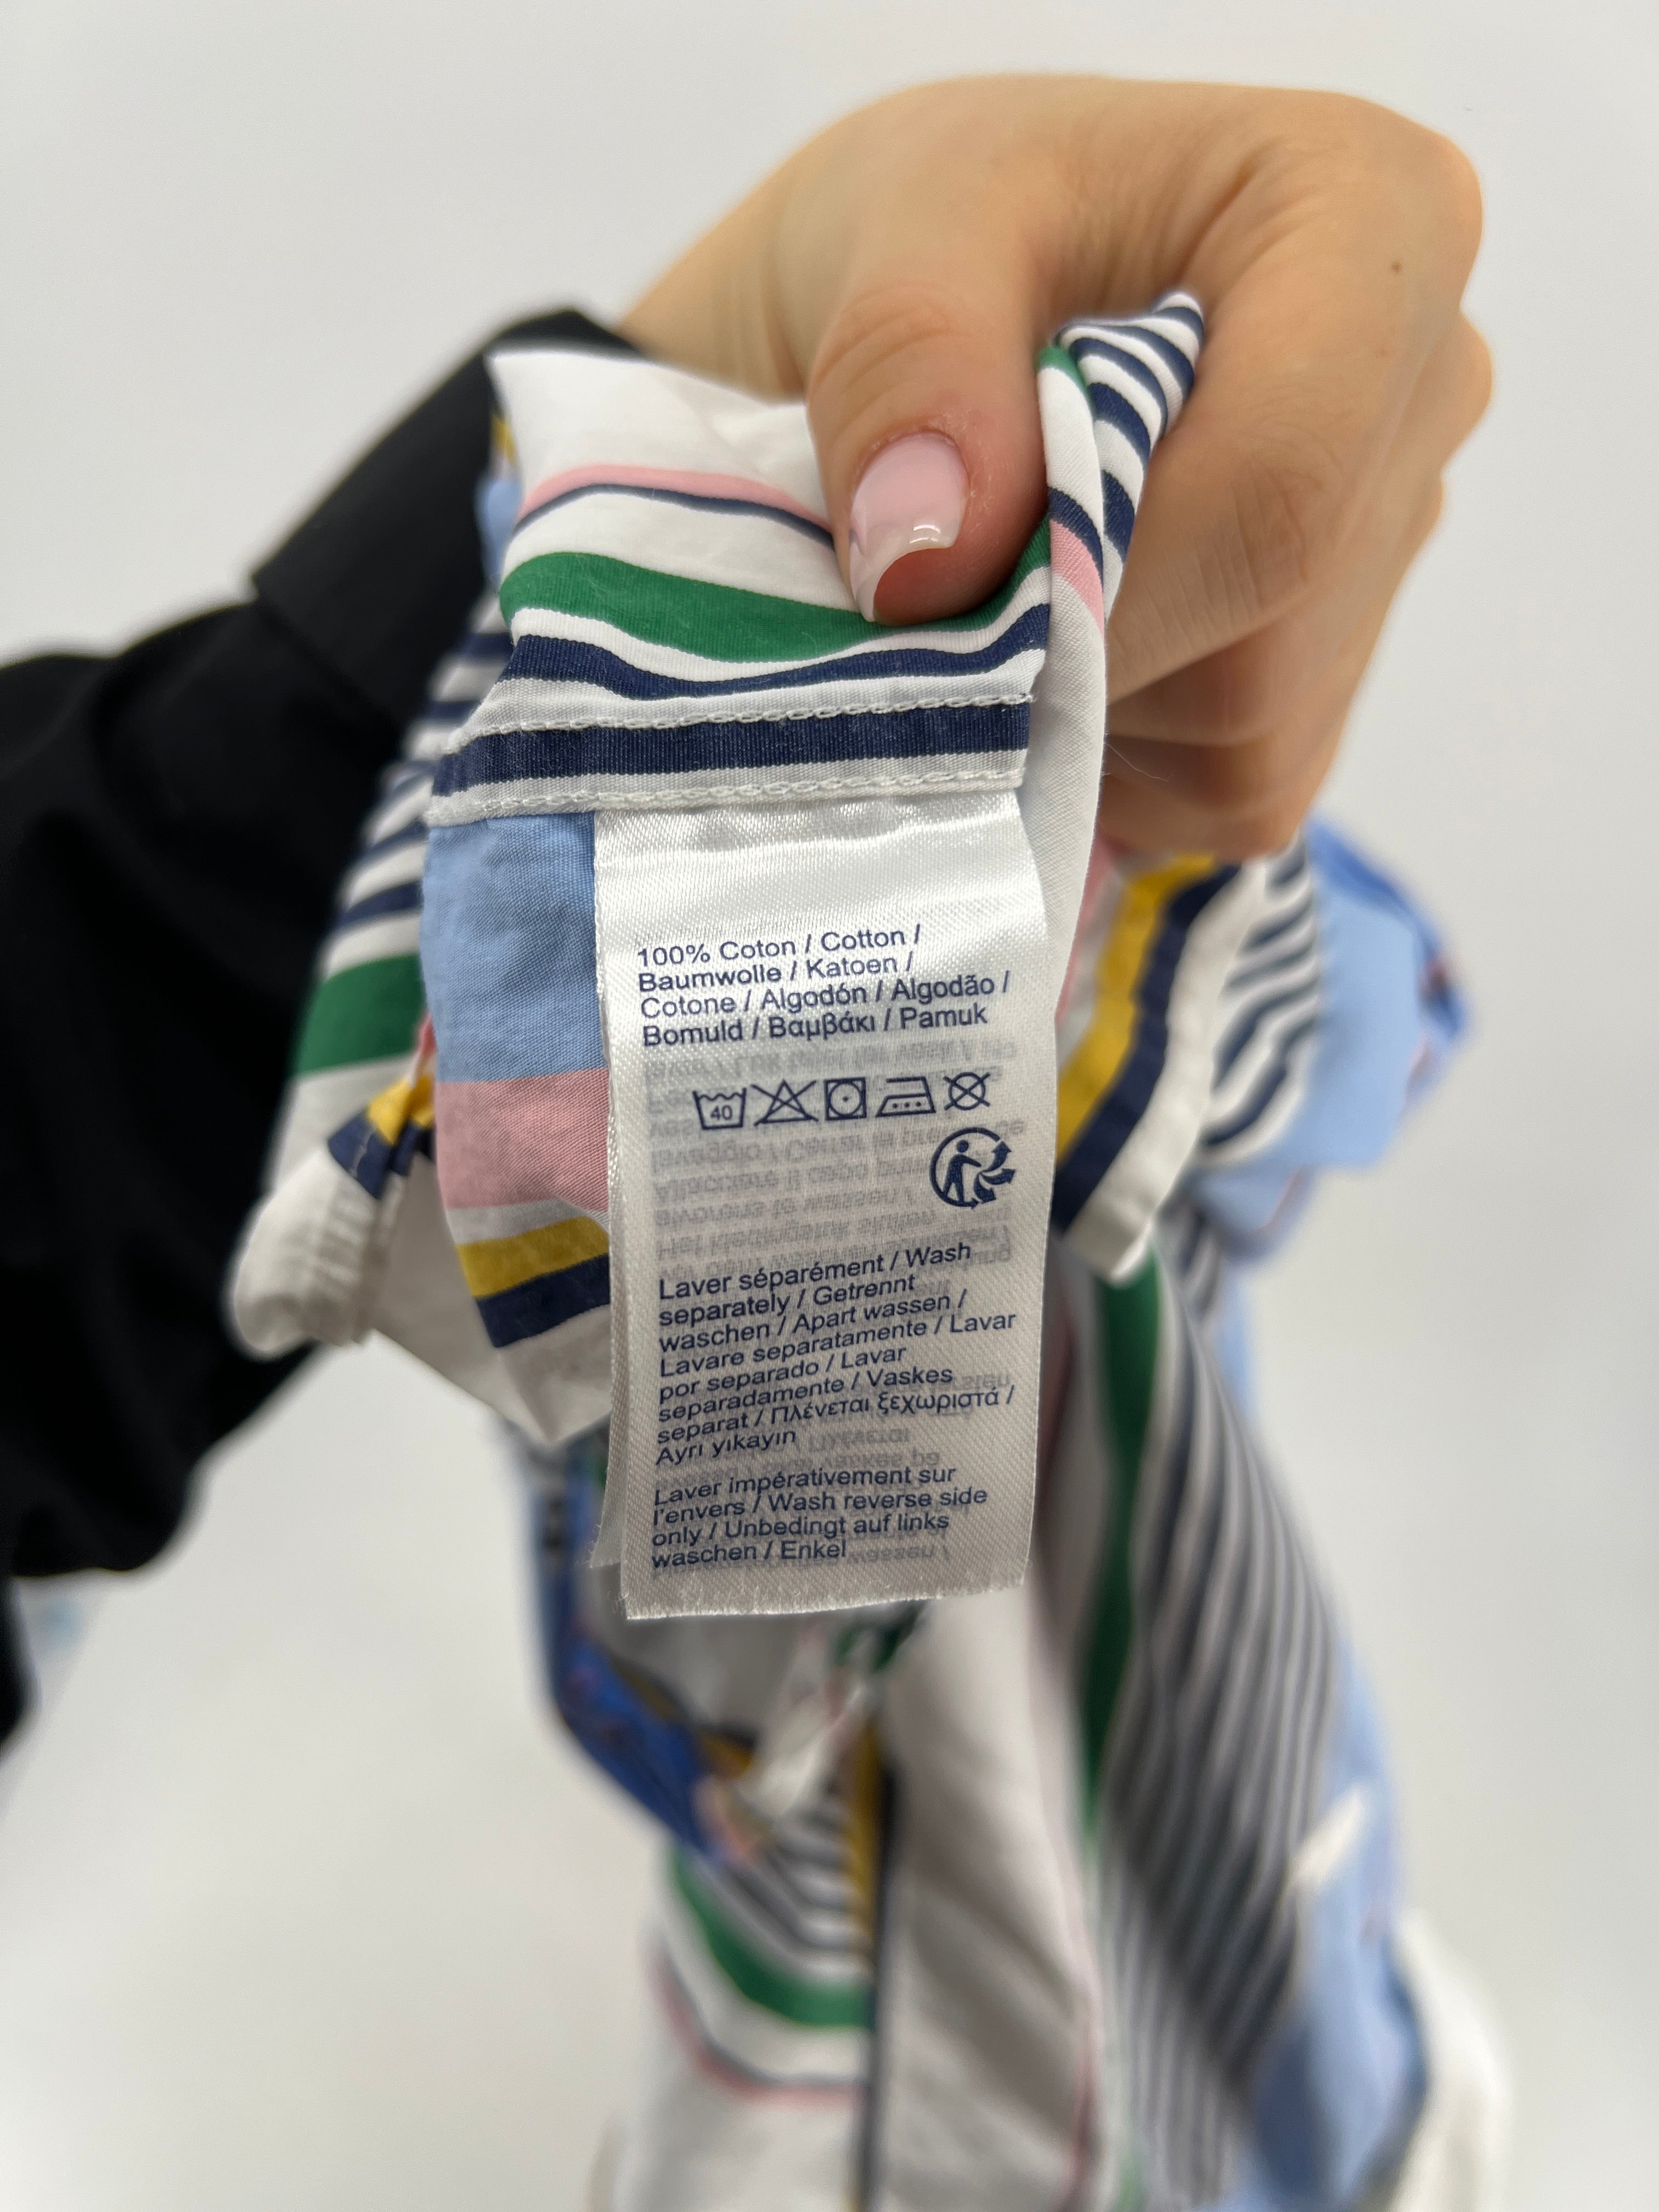 100% Coton / Cotton /
Baumwolle / Katoen /
Cotone / Algodón / Algodão /
Bomuld / Βαμβάκι / Pamuk
40
Laver séparément / Wash
separately / Getrennt
waschen / Apart wassen /
Lavare separatamente / Lavar
por separado / Lavar
separadamente / Vaskes
separat / Πλένεται ξεχωριστά /
Ayrı yıkayın
Laver impérativement sur
l'envers / Wash reverse side
only / Unbedingt auf links
waschen / Enkel